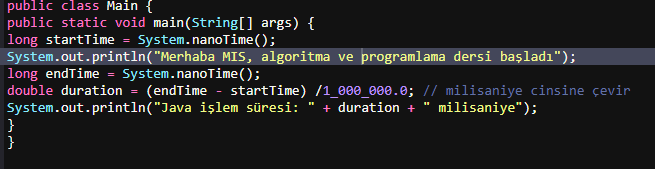 public class Main {
public static void main(String[] args) {
long startTime = System.nanoTime();
System.out.println("Merhaba MIS, algoritma ve programlama dersi başladı");
long endTime = System.nanoTime();
double duration = (endTime - startTime) /1_000_000.0; // milisaniye cinsine çevir
System.out.println("Java işlem süresi: " + duration + " milisaniye");
}
}